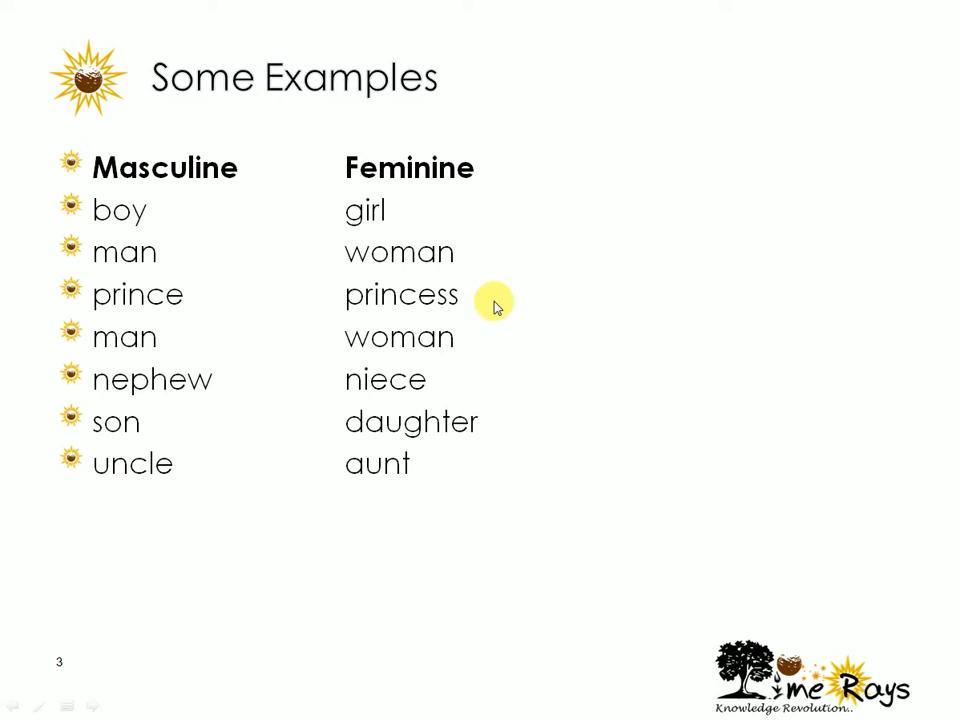 Some Examples
Masculine Feminine
boy girl
man woman
prince princess
man woman
nephew niece
son daughter
uncle aunt
3
Time Rays
Knowledge Revolution..